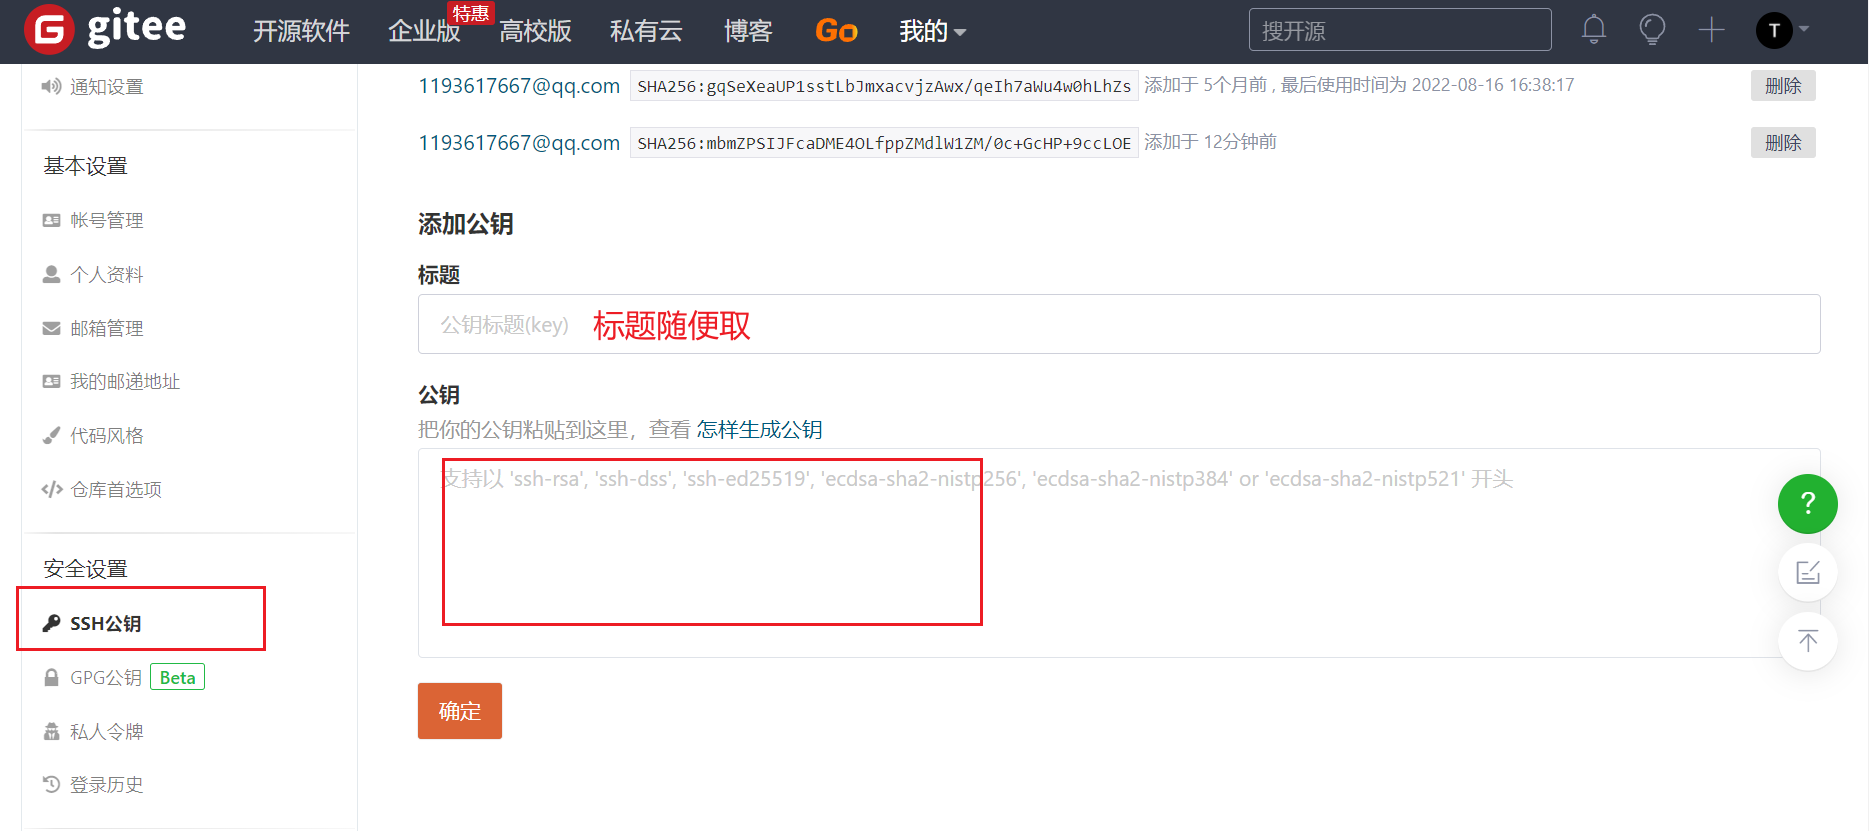 gitee 开源软件 企业版 特惠 高校版 私有云 博客 Go 我的 搜开源 T
通知设置
1193617667@qq.com SHA256:gqSeXeaUP1sstLbJmxacvjzAwx/qeIh7aWu4w0hLhZs 添加于 5个月前 , 最后使用时间为 2022-08-16 16:38:17 删除
1193617667@qq.com SHA256:mbmZPSIJFcaDME4OLfppZMdlW1ZM/0c+GcHP+9ccLOE 添加于 12分钟前 删除
基本设置
帐号管理
个人资料
邮箱管理
我的邮递地址
代码风格
仓库首选项
安全设置
SSH公钥
GPG公钥 Beta
私人令牌
登录历史
添加公钥
标题
公钥标题(key) 标题随便取
公钥
把你的公钥粘贴到这里，查看 怎样生成公钥
支持以 'ssh-rsa', 'ssh-dss', 'ssh-ed25519', 'ecdsa-sha2-nistp256', 'ecdsa-sha2-nistp384' or 'ecdsa-sha2-nistp521' 开头
确定
?